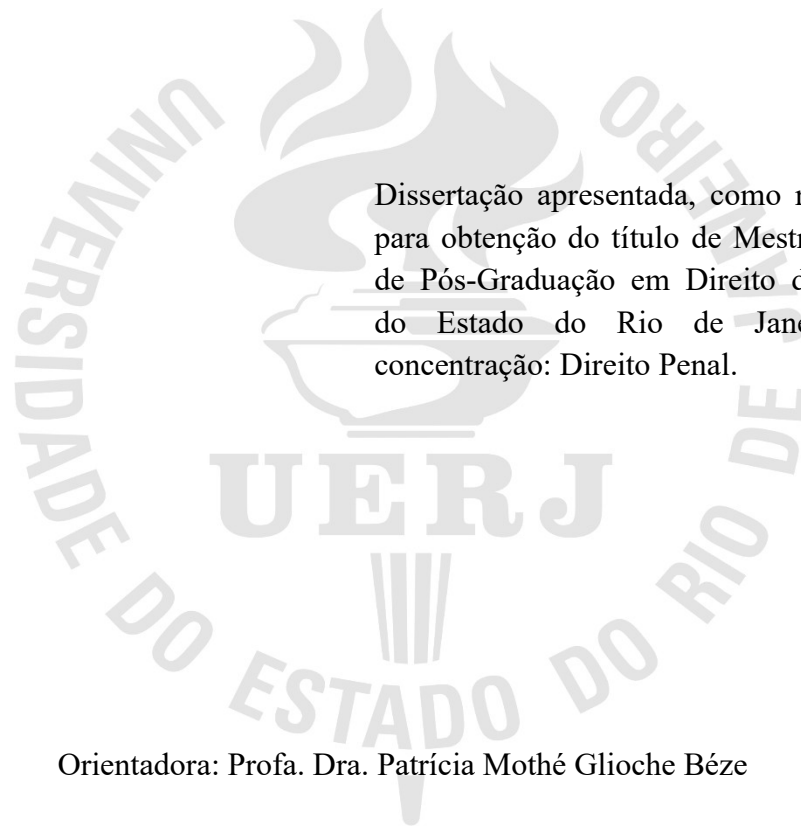 UNIVERSIDADE DO ESTADO DO RIO DE JANEIRO
Dissertação apresentada, como
para obtenção do título de
de Pós-Graduação em Direito
do Estado do Rio de
concentração: Direito Penal.
UERJ
Orientadora: Profa. Dra. Patrícia Mothé Glioche Béze